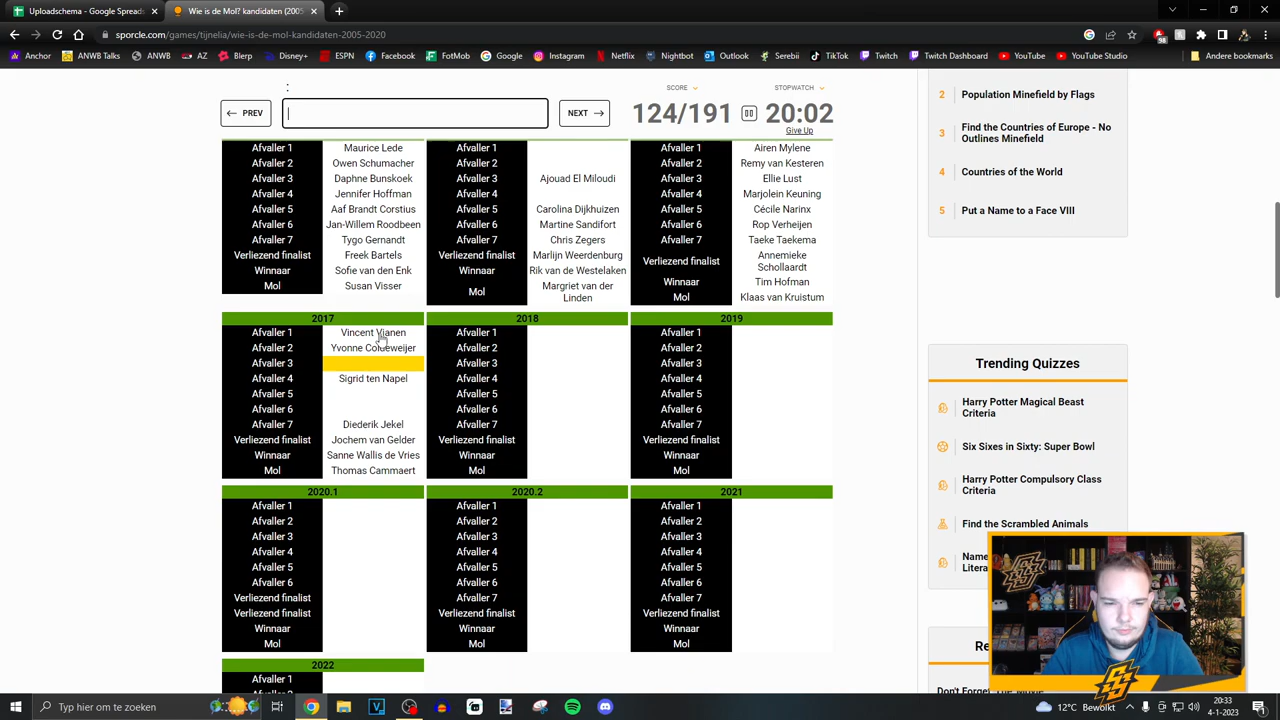 Uploadschema - Google Spreads
Wie is de Mol? kandidaten (2005
sporcle.com/games/tijnelia/wie-is-de-mol-kandidaten-2005-2020
Anchor ANWB Tabs ANWB AZ Blerp Disney+ ESPN Facebook FotMob Google Instagram Netflix Nightbot Outlook Serebii TikTok Twitch Twitch Dashboard YouTube YouTube Studio Andere bookmarks
:
PREV
NEXT
SCORE
124/191
STOPWATCH
20:02
Give Up
Afvaller 1 Maurice Lede
Afvaller 2 Owen Schumacher
Afvaller 3 Daphne Bunskoek
Afvaller 4 Jennifer Hoffman
Afvaller 5 Aaf Brandt Corstius
Afvaller 6 Jan-Willem Roodbeen
Afvaller 7 Tygo Gernandt
Verliezend finalist Freek Bartels
Winnaar Sofie van den Enk
Mol Susan Visser
Afvaller 1
Afvaller 2
Afvaller 3 Ajouad El Miloudi
Afvaller 4
Afvaller 5 Carolina Dijkhuizen
Afvaller 6 Martine Sandifort
Afvaller 7 Chris Zegers
Verliezend finalist Marlijn Weerdenburg
Winnaar Rik van de Westelaken
Mol Margriet van der
Linden
Afvaller 1 Airen Mylene
Afvaller 2 Remy van Kesteren
Afvaller 3 Ellie Lust
Afvaller 4 Marjolein Keuning
Afvaller 5 Cécile Narinx
Afvaller 6 Rop Verheijen
Afvaller 7 Taeke Taekema
Verliezend finalist Annemieke
Schollaardt
Winnaar Tim Hofman
Mol Klaas van Kruistum
2017
Afvaller 1 Vincent Vianen
Afvaller 2 Yvonne Coldeweijer
Afvaller 3
Afvaller 4 Sigrid ten Napel
Afvaller 5
Afvaller 6
Afvaller 7 Diederik Jekel
Verliezend finalist Jochem van Gelder
Winnaar Sanne Wallis de Vries
Mol Thomas Cammaert
2018
Afvaller 1
Afvaller 2
Afvaller 3
Afvaller 4
Afvaller 5
Afvaller 6
Afvaller 7
Verliezend finalist
Winnaar
Mol
2019
Afvaller 1
Afvaller 2
Afvaller 3
Afvaller 4
Afvaller 5
Afvaller 6
Afvaller 7
Verliezend finalist
Winnaar
Mol
2020.1
Afvaller 1
Afvaller 2
Afvaller 3
Afvaller 4
Afvaller 5
Afvaller 6
Verliezend finalist
Verliezend finalist
Winnaar
Mol
2020.2
Afvaller 1
Afvaller 2
Afvaller 3
Afvaller 4
Afvaller 5
Afvaller 6
Afvaller 7
Verliezend finalist
Winnaar
Mol
2021
Afvaller 1
Afvaller 2
Afvaller 3
Afvaller 4
Afvaller 5
Afvaller 6
Afvaller 7
Verliezend finalist
Winnaar
Mol
2022
Afvaller 1
Afvaller 2
2 Population Minefield by Flags
3 Find the Countries of Europe - No
Outlines Minefield
4 Countries of the World
5 Put a Name to a Face VIII
Trending Quizzes
Harry Potter Magical Beast
Criteria
Six Sixes in Sixty: Super Bowl
Harry Potter Compulsory Class
Criteria
Find the Scrambled Animals
Name
Litera
Re
Don't Forget The Movie
Typ hier om te zoeken
12°C Bewolkt
20:33
4-1-2023